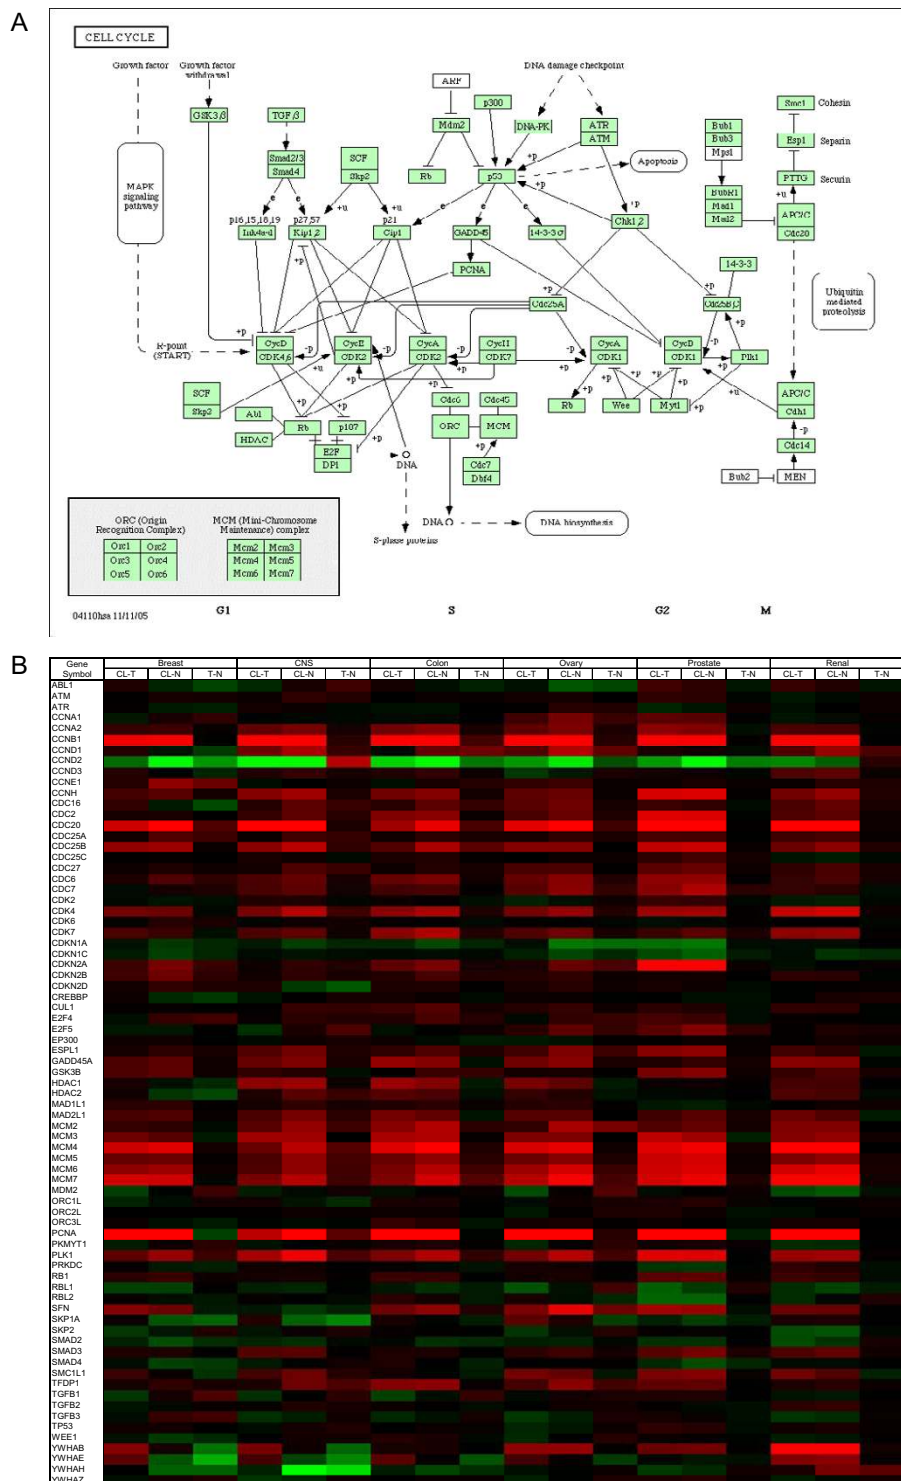 A
CELL CYCLE
Growth factor
Growth factor
withdrawal
DNA damage checkpoint
ARF
p300
Smc1
Cohesin
GSK3β
TGFβ
Mdm2
DNA-PK
ATR
ATM
Bub1
Bub3
Mps1
Esp1
Separin
Smad2/3
Smad4
SCF
Skp2
Rb
p53
Apoptosis
PTTG
Securin
MAPK
signaling
pathway
BubR1
Mad1
Mad2
APC/C
Cdc20
p16,15,18,19
Ink4a-d
p27,57
Kip1,2
p21
Cip1
GADD45
14-3-3σ
Chk1,2
PCNA
14-3-3
Cdc25A
Cdc25B,C
Ubiquitin
mediated
proteolysis
R-point
(START)
CycD
CDK4,6
CycE
CDK2
CycA
CDK2
CycH
CDK7
CycA
CDK1
CycB
CDK1
Plk1
SCF
Skp2
Abl
HDAC
Rb
p107
E2F
DP1
Cdc6
Cdc45
ORC
MCM
Cdc7
Dbf4
Rb
Wee
Myt1
APC/C
Cdh1
Cdc14
Bub2
MEN
DNA
DNA
S-phase proteins
DNA biosynthesis
ORC (Origin
Recognition Complex)
MCM (Mini-Chromosome
Maintenance) complex
Orc1 Orc2 Mcm2 Mcm3
Orc3 Orc4 Mcm4 Mcm5
Orc5 Orc6 Mcm6 Mcm7
04110hsa 11/11/05
G1 S G2 M
B
Gene Breast CNS Colon Ovary Prostate Renal
Symbol CL-T CL-N T-N CL-T CL-N T-N CL-T CL-N T-N CL-T CL-N T-N CL-T CL-N T-N CL-T CL-N T-N
ABL1
ATM
ATR
CCNA1
CCNA2
CCNB1
CCND1
CCND2
CCND3
CCNE1
CCNH
CDC16
CDC2
CDC20
CDC25A
CDC25B
CDC25C
CDC27
CDC6
CDC7
CDK2
CDK4
CDK6
CDK7
CDKN1A
CDKN1C
CDKN2A
CDKN2B
CDKN2D
CREBBP
CUL1
E2F4
E2F5
EP300
ESPL1
GADD45A
GSK3B
HDAC1
HDAC2
MAD1L1
MAD2L1
MCM2
MCM3
MCM4
MCM5
MCM6
MCM7
MDM2
ORC1L
ORC2L
ORC3L
PCNA
PKMYT1
PLK1
PRKDC
RB1
RBL1
RBL2
SFN
SKP1A
SKP2
SMAD2
SMAD3
SMAD4
SMC1L1
TFDP1
TGFB1
TGFB2
TGFB3
TP53
WEE1
YWHAB
YWHAE
YWHAH
YWHAZ